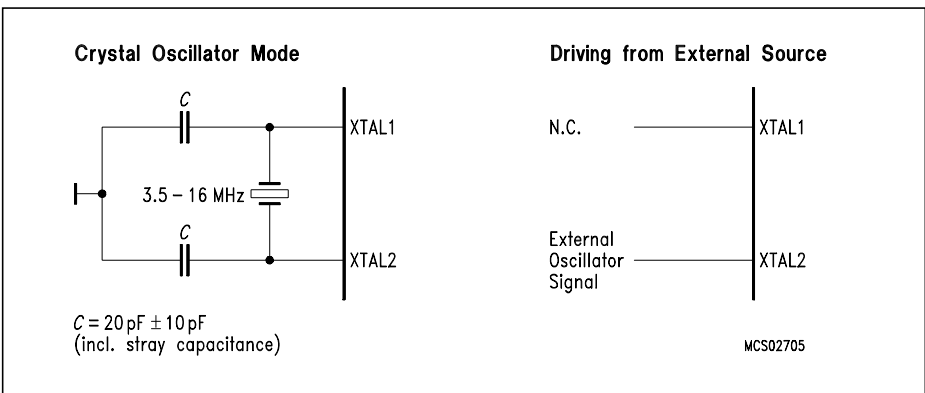 Crystal Oscillator Mode
C
XTAL1
3.5 – 16 MHz
C
XTAL2
C = 20 pF ± 10 pF
(incl. stray capacitance)
Driving from External Source
N.C.
XTAL1
External
Oscillator
Signal
XTAL2
MCS02705